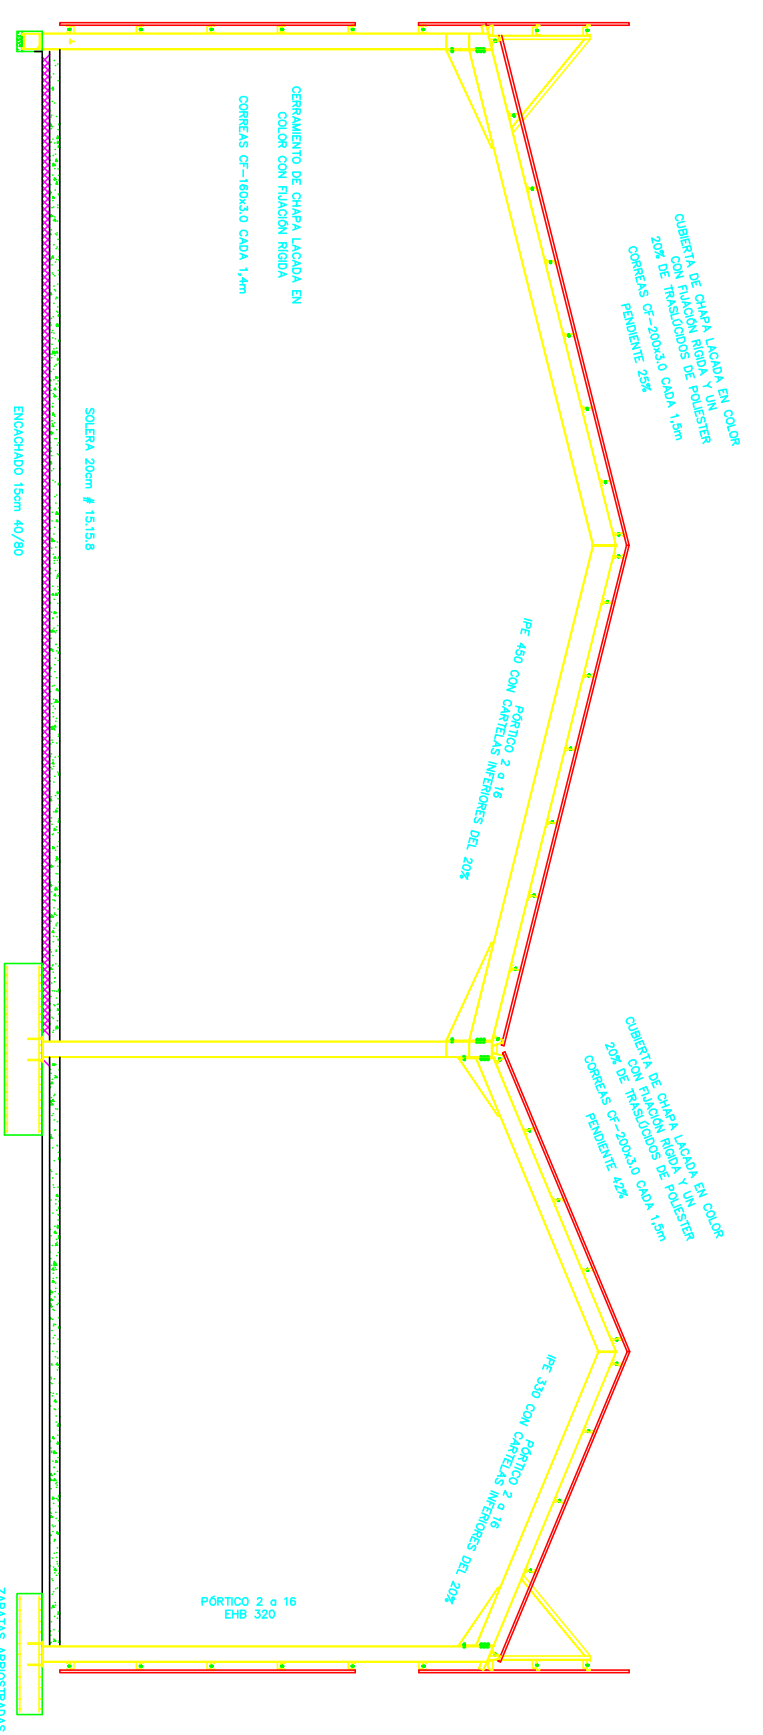 CUBIERTA DE CHAPA LACADA EN COLOR
CON FIJACIÓN RÍGIDA Y UN
20% DE TRASLÚCIDOS DE POLIESTER
CORREAS CF-200x3.0 CADA 1,5m
PENDIENTE 25%
CERRAMIENTO DE CHAPA LACADA EN
COLOR CON FIJACIÓN RÍGIDA
CORREAS CF-160x3.0 CADA 1,4m
SOLERA 20cm # 15.15.8
ENCACHADO 15cm 40/80
PÓRTICO 2 a 16
IPE 450 CON CARTELAS INFERIORES DEL 20%
CUBIERTA DE CHAPA LACADA EN COLOR
CON FIJACIÓN RÍGIDA Y UN
20% DE TRASLÚCIDOS DE POLIESTER
CORREAS CF-200x3.0 CADA 1,5m
PENDIENTE 42%
PÓRTICO 2 a 16
IPE 330 CON CARTELAS INFERIORES DEL 20%
PÓRTICO 2 a 16
EHB 320
ZAPATAS ARRIOSTRADAS